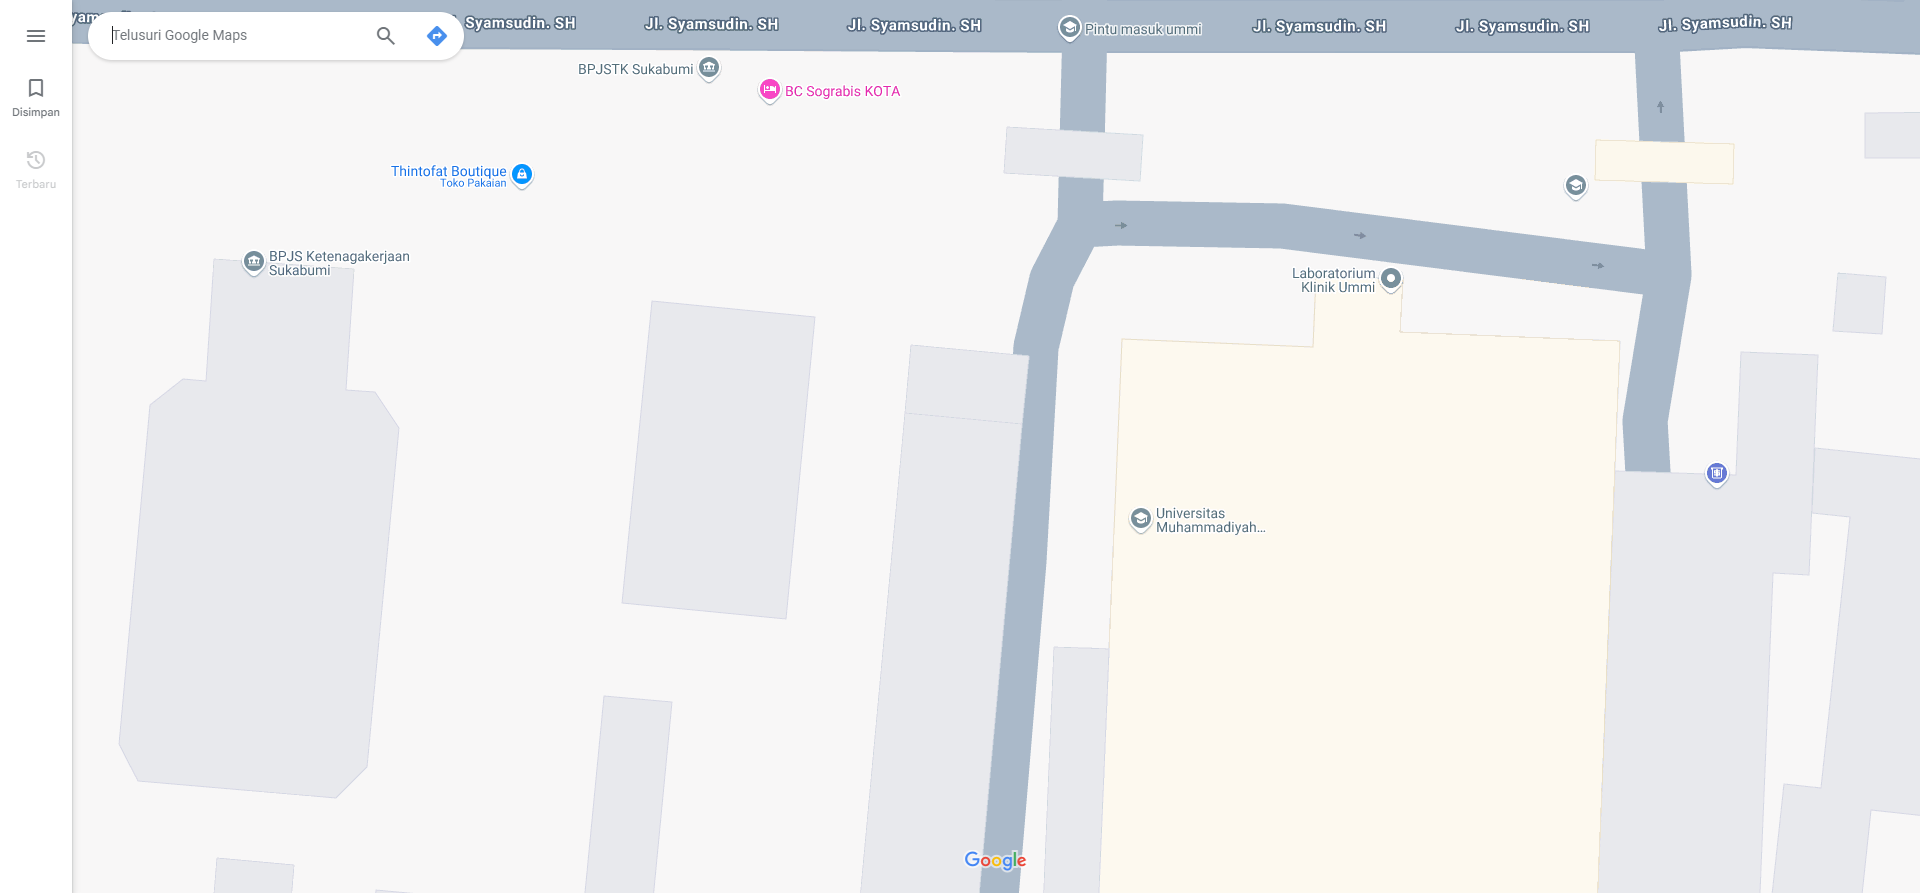 yam
Syamsudin. SH
Jl. Syamsudin. SH
Jl. Syamsudin. SH
Pintu masuk ummi
Jl. Syamsudin. SH
Jl. Syamsudin. SH
Jl. Syamsudin. SH
Telusuri Google Maps
Disimpan
Terbaru
BPJSTK Sukabumi
BC Sograbis KOTA
Thintofat Boutique
Toko Pakaian
BPJS Ketenagakerjaan
Sukabumi
Laboratorium
Klinik Ummi
Universitas
Muhammadiyah...
Google